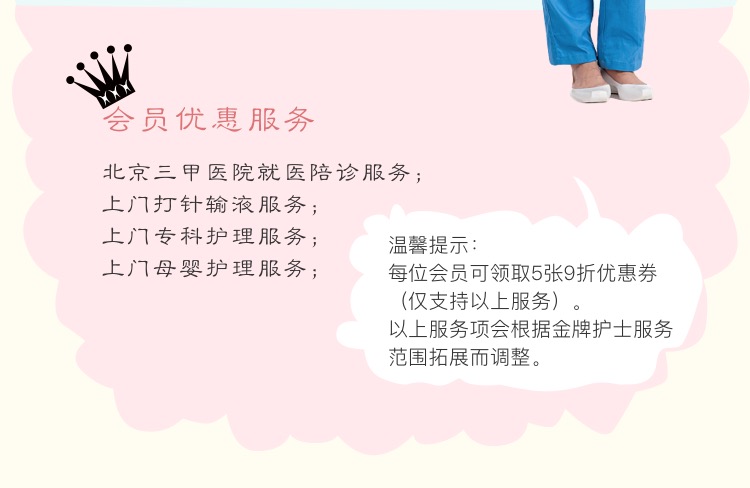 会员优惠服务
北京三甲医院就医陪诊服务；
上门打针输液服务；
上门专科护理服务；
上门母婴护理服务；
温馨提示：
每位会员可领取5张9折优惠券
（仅支持以上服务）。
以上服务项会根据金牌护士服务
范围拓展而调整。